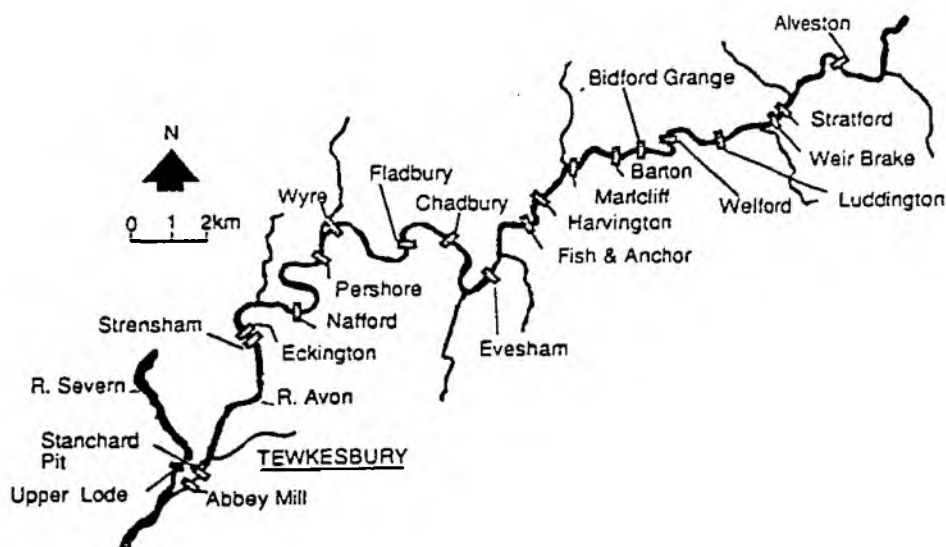 Alveston
Bidford Grange
N
Stratford
Fladbury
Weir Brake
Wyre
Chadbury
Barton
Marlcliff
Welford
Luddington
0 1 2km
Harvington
Fish & Anchor
Pershore
Nafford
Strensham
Eckington
Evesham
R. Severn
R. Avon
Stanchard
Pit
TEWKESBURY
Upper Lode
Abbey Mill